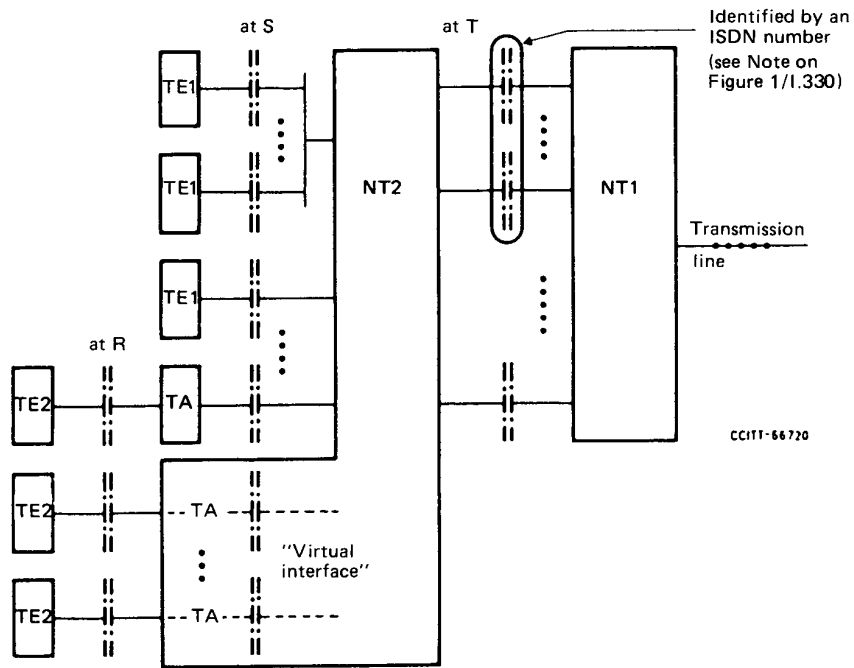 at S
at T
Identified by an
ISDN number
(see Note on
Figure 1/I.330)
TE1
TE1
NT2
NT1
Transmission
line
TE1
at R
TE2
TA
CCITT-66720
TE2
TA
"Virtual
interface"
TE2
TA